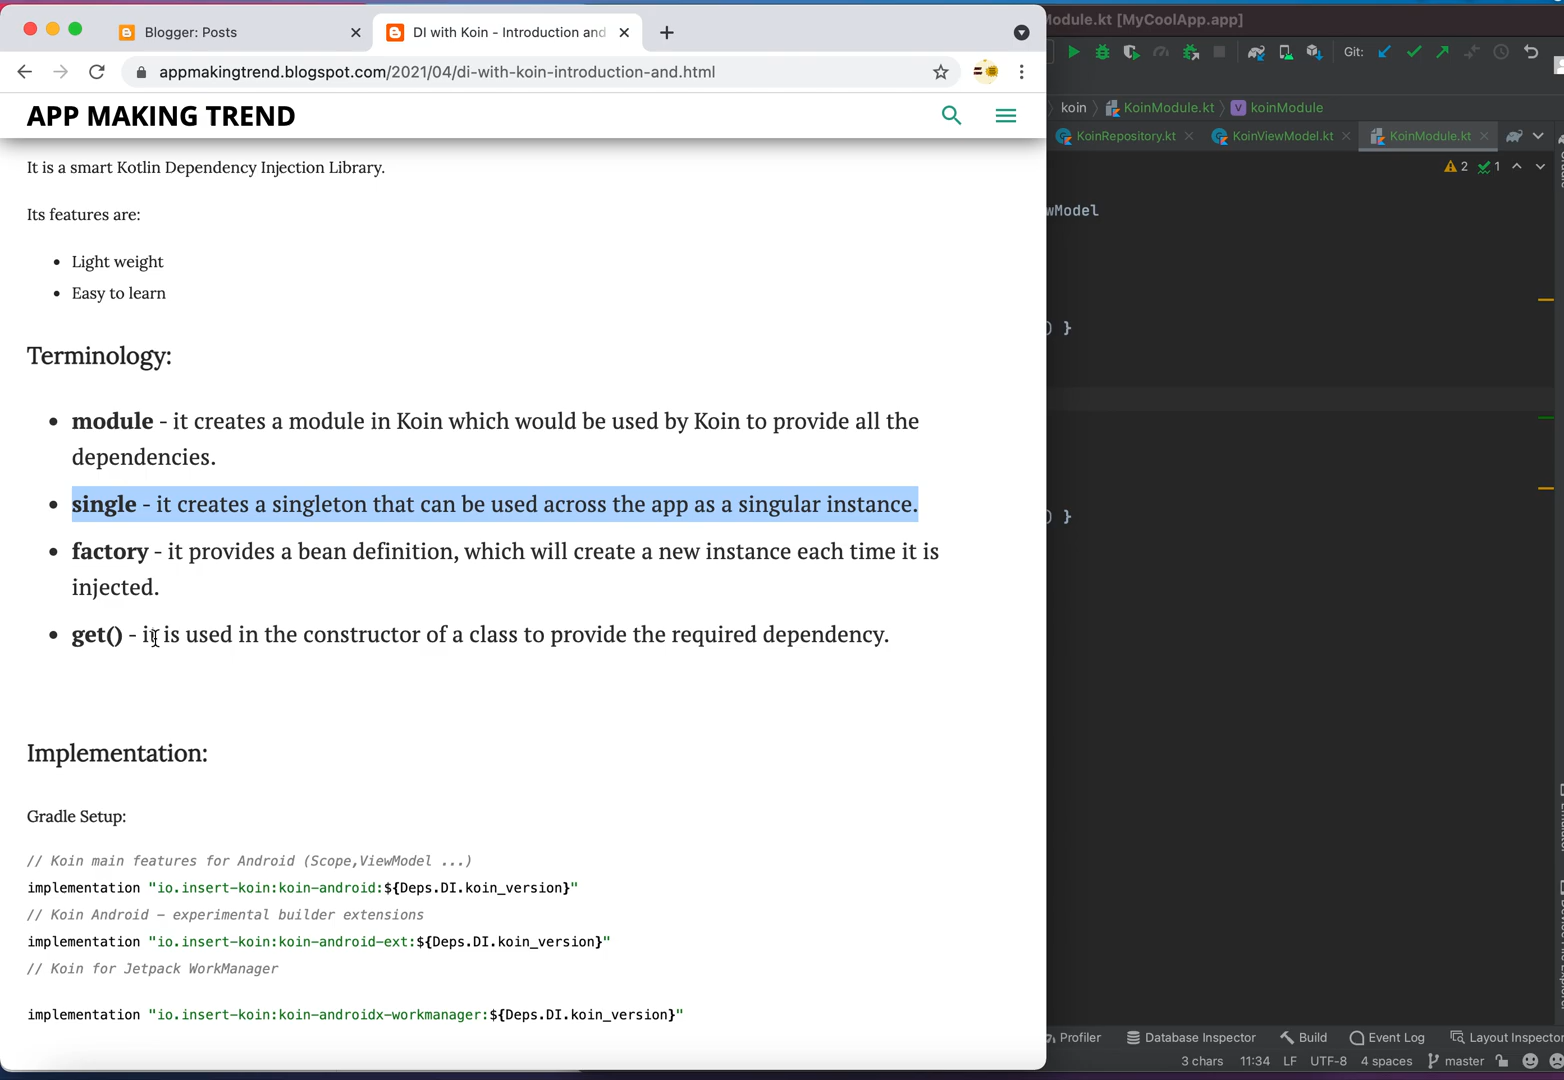 Blogger: Posts
DI with Koin - Introduction and
Module.kt [MyCoolApp.app]
appmakingtrend.blogspot.com/2021/04/di-with-koin-introduction-and.html
Git:
APP MAKING TREND
koin
KoinModule.kt
V koinModule
KoinRepository.kt
KoinViewModel.kt
KoinModule.kt
2
1
It is a smart Kotlin Dependency Injection Library.
wModel
Its features are:
• Light weight
• Easy to learn
) }
Terminology:
• module - it creates a module in Koin which would be used by Koin to provide all the
dependencies.
• single - it creates a singleton that can be used across the app as a singular instance.
) }
• factory - it provides a bean definition, which will create a new instance each time it is
injected.
• get() - it is used in the constructor of a class to provide the required dependency.
Implementation:
Gradle Setup:
// Koin main features for Android (Scope,ViewModel ...)
implementation "io.insert-koin:koin-android:${Deps.DI.koin_version}"
// Koin Android - experimental builder extensions
implementation "io.insert-koin:koin-android-ext:${Deps.DI.koin_version}"
// Koin for Jetpack WorkManager
implementation "io.insert-koin:koin-androidx-workmanager:${Deps.DI.koin_version}"
Profiler
Database Inspector
Build
Event Log
Layout Inspector
3 chars
11:34
LF
UTF-8
4 spaces
master